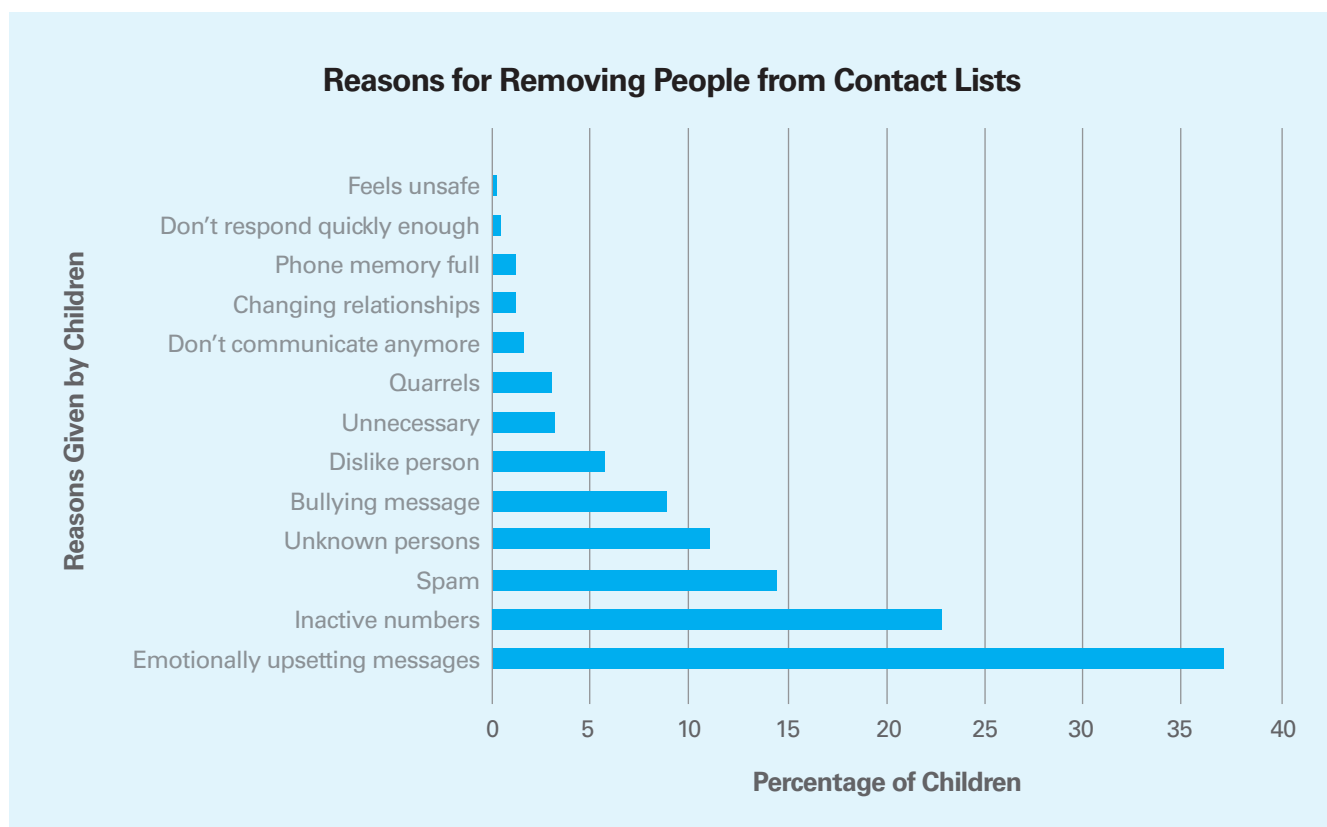 Reasons for Removing People from Contact Lists
Reasons Given by Children
Feels unsafe
Don’t respond quickly enough
Phone memory full
Changing relationships
Don’t communicate anymore
Quarrels
Unnecessary
Dislike person
Bullying message
Unknown persons
Spam
Inactive numbers
Emotionally upsetting messages
0 5 10 15 20 25 30 35 40
Percentage of Children